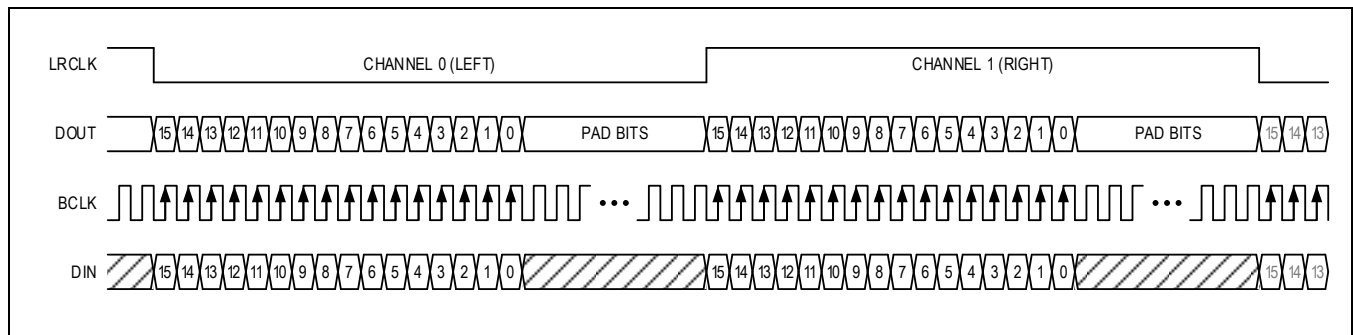 LRCLK CHANNEL 0 (LEFT) CHANNEL 1 (RIGHT)
DOUT 15 14 13 12 11 10 9 8 7 6 5 4 3 2 1 0 PAD BITS 15 14 13 12 11 10 9 8 7 6 5 4 3 2 1 0 PAD BITS 15 14 13
BCLK
DIN 15 14 13 12 11 10 9 8 7 6 5 4 3 2 1 0 15 14 13 12 11 10 9 8 7 6 5 4 3 2 1 0 15 14 13